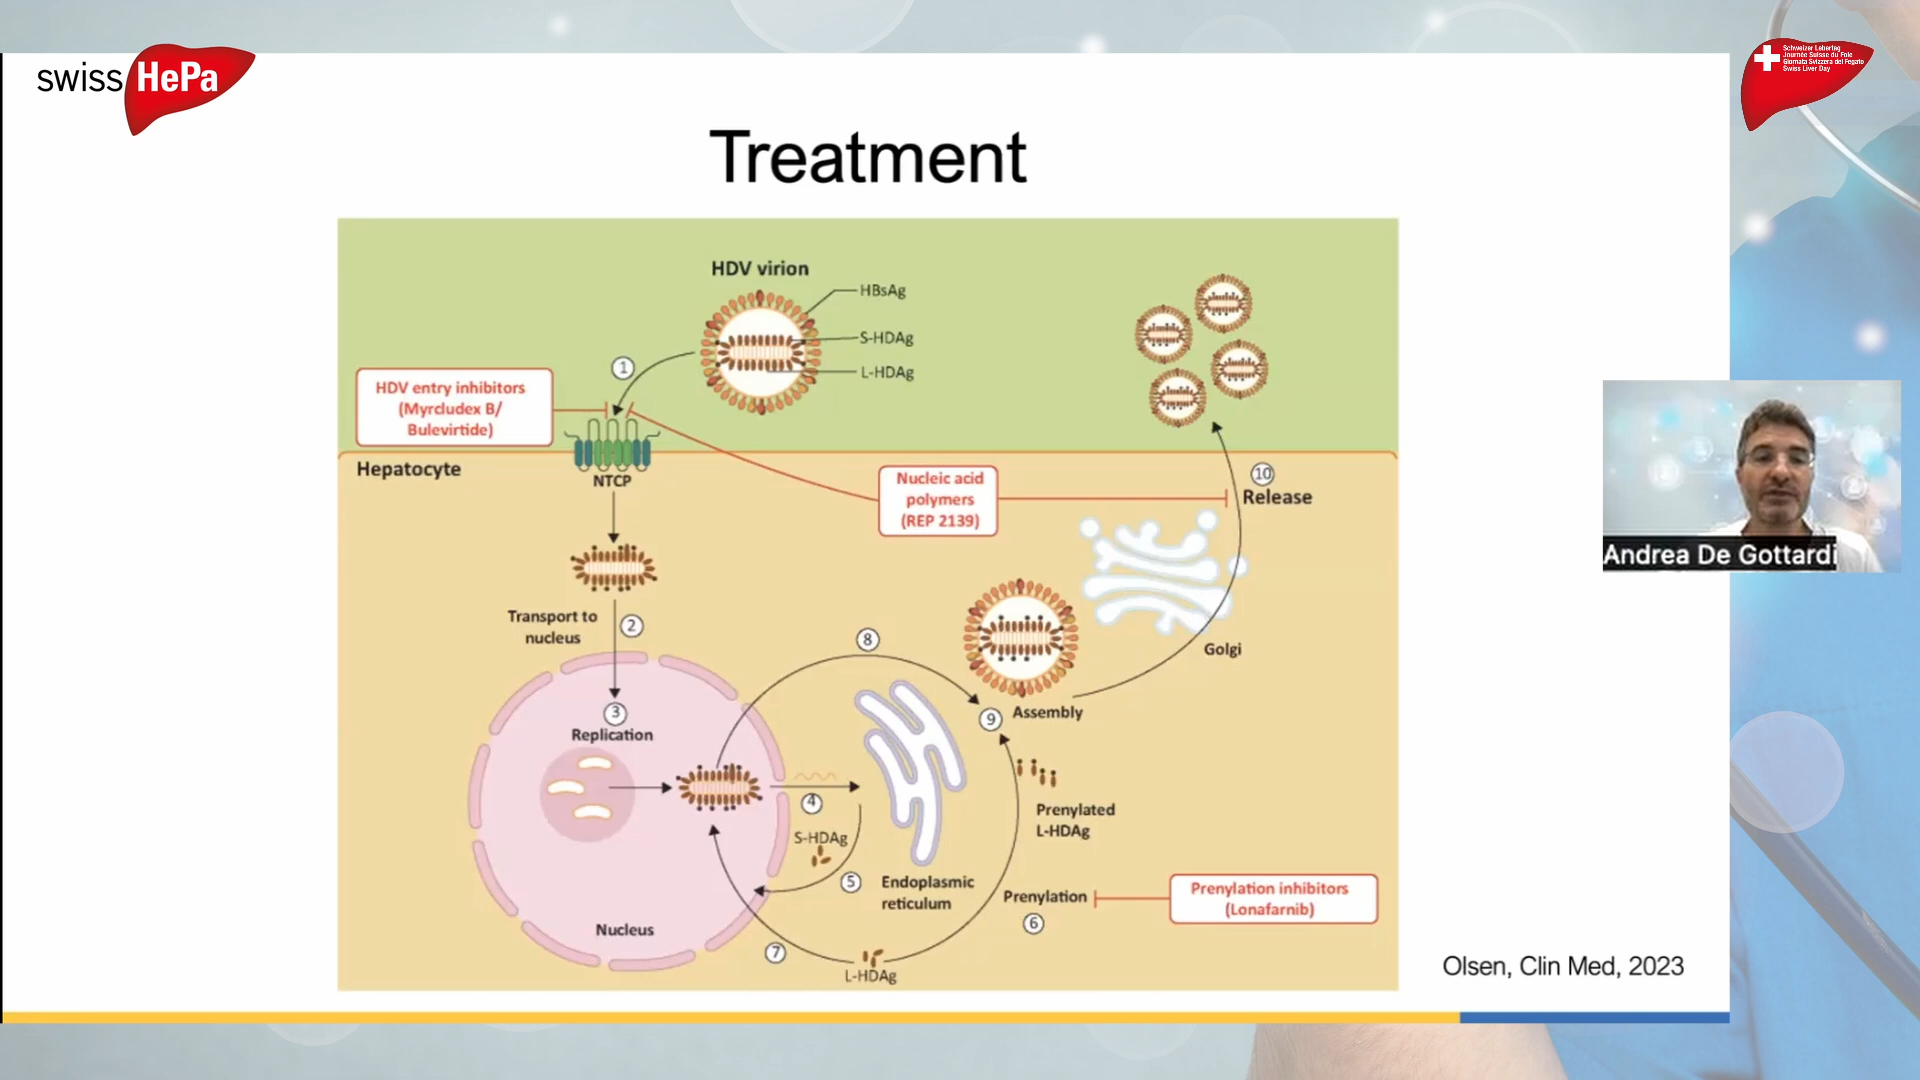 swiss HePa
Schweizer Lebertag
Journée Suisse du Foie
Giornata Svizzera del Fegato
Swiss Liver Day
Treatment
HDV virion
HBsAg
S-HDAg
L-HDAg
1
HDV entry inhibitors
(Myrcludex B/
Bulevirtide)
Hepatocyte
NTCP
Nucleic acid
polymers
(REP 2139)
10
Release
Transport to
nucleus
2
8
Golgi
3
Replication
9
Assembly
4
S-HDAg
Prenylated
L-HDAg
5
Endoplasmic
reticulum
Prenylation
6
Prenylation inhibitors
(Lonafarnib)
Nucleus
7
L-HDAg
Olsen, Clin Med, 2023
Andrea De Gottardi